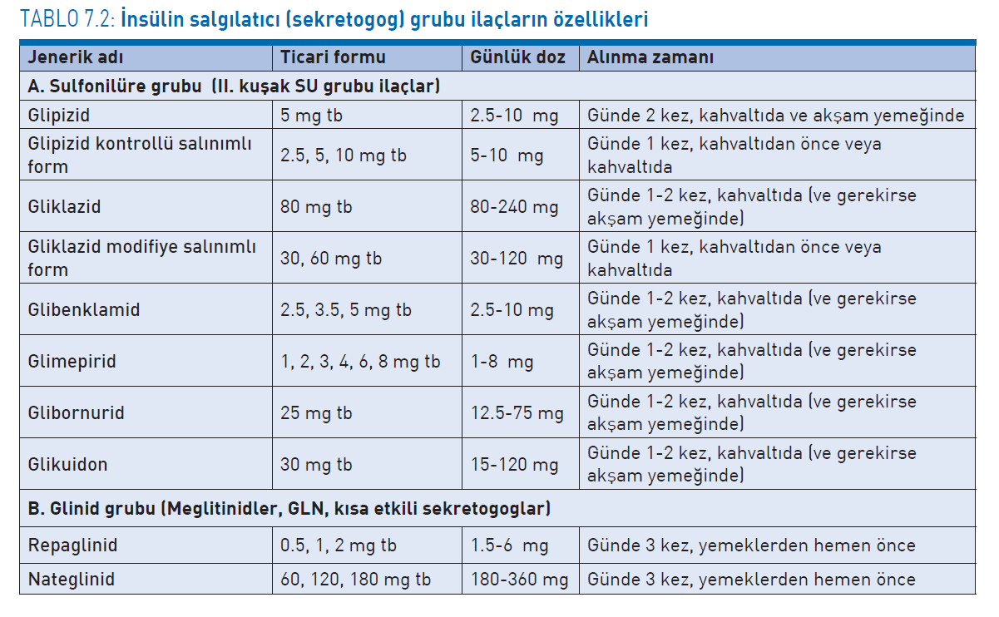 TABLO 7.2: İnsülin salgılatıcı (sekretogog) grubu ilaçların özellikleri
Jenerik adı Ticari formu Günlük doz Alınma zamanı
A. Sulfonilüre grubu (II. kuşak SU grubu ilaçlar)
Glipizid 5 mg tb 2.5-10 mg Günde 2 kez, kahvaltıda ve akşam yemeğinde
Glipizid kontrollü salınımlı
form
2.5, 5, 10 mg tb 5-10 mg
Günde 1 kez, kahvaltıdan önce veya
kahvaltıda
Gliklazid 80 mg tb 80-240 mg
Günde 1-2 kez, kahvaltıda (ve gerekirse
akşam yemeğinde)
Gliklazid modifiye salınımlı
form
30, 60 mg tb 30-120 mg
Günde 1 kez, kahvaltıdan önce veya
kahvaltıda
Glibenklamid 2.5, 3.5, 5 mg tb 2.5-10 mg
Günde 1-2 kez, kahvaltıda (ve gerekirse
akşam yemeğinde)
Glimepirid 1, 2, 3, 4, 6, 8 mg tb 1-8 mg
Günde 1-2 kez, kahvaltıda (ve gerekirse
akşam yemeğinde)
Glibornurid 25 mg tb 12.5-75 mg
Günde 1-2 kez, kahvaltıda (ve gerekirse
akşam yemeğinde)
Glikuidon 30 mg tb 15-120 mg
Günde 1-2 kez, kahvaltıda (ve gerekirse
akşam yemeğinde)
B. Glinid grubu (Meglitinidler, GLN, kısa etkili sekretogoglar)
Repaglinid 0.5, 1, 2 mg tb 1.5-6 mg Günde 3 kez, yemeklerden hemen önce
Nateglinid 60, 120, 180 mg tb 180-360 mg Günde 3 kez, yemeklerden hemen önce